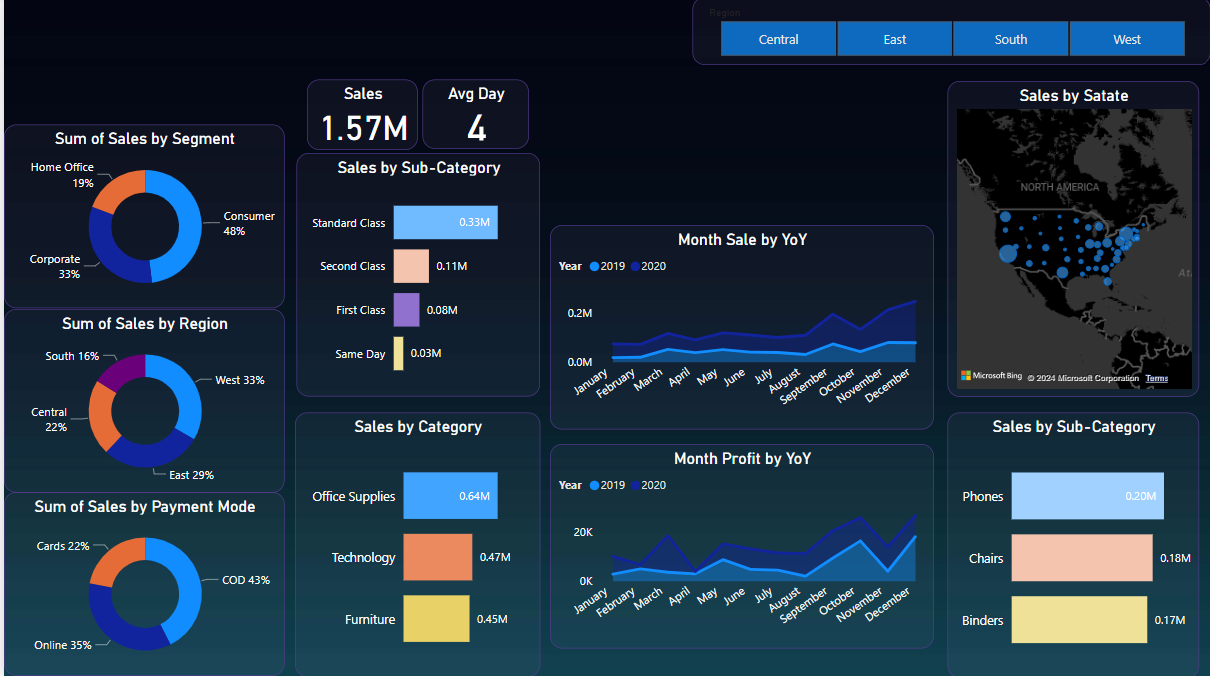 Region
Central
East
South
West
Sales
1.57M
Avg Day
4
Sum of Sales by Segment
Home Office
19%
Consumer
48%
Corporate
33%
Sum of Sales by Region
South 16%
West 33%
Central
22%
East 29%
Sum of Sales by Payment Mode
Cards 22%
COD 43%
Online 35%
Sales by Sub-Category
Standard Class
0.33M
Second Class
0.11M
First Class
0.08M
Same Day
0.03M
Sales by Category
Office Supplies
0.64M
Technology
0.47M
Furniture
0.45M
Month Sale by YoY
Year 2019 2020
0.2M
0.0M
January
February
March
April
May
June
July
August
September
October
November
December
Month Profit by YoY
Year 2019 2020
20K
0K
January
February
March
April
May
June
July
August
September
October
November
December
Sales by Satate
NORTH AMERICA
At
Microsoft Bing
© 2024 Microsoft Corporation Terms
Sales by Sub-Category
Phones
0.20M
Chairs
0.18M
Binders
0.17M